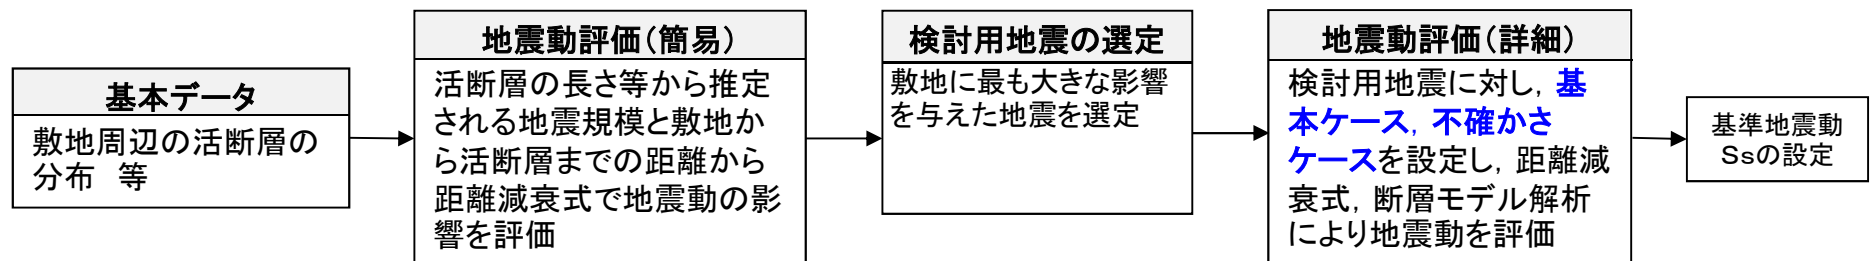 基本データ
敷地周辺の活断層の
分布　等
地震動評価（簡易）
活断層の長さ等から推定
される地震規模と敷地か
ら活断層までの距離から
距離減衰式で地震動の影
響を評価
検討用地震の選定
敷地に最も大きな影響
を与えた地震を選定
地震動評価（詳細）
検討用地震に対し，基
本ケース，不確かさ
ケースを設定し，距離減
衰式，断層モデル解析
により地震動を評価
基準地震動
Ｓｓの設定